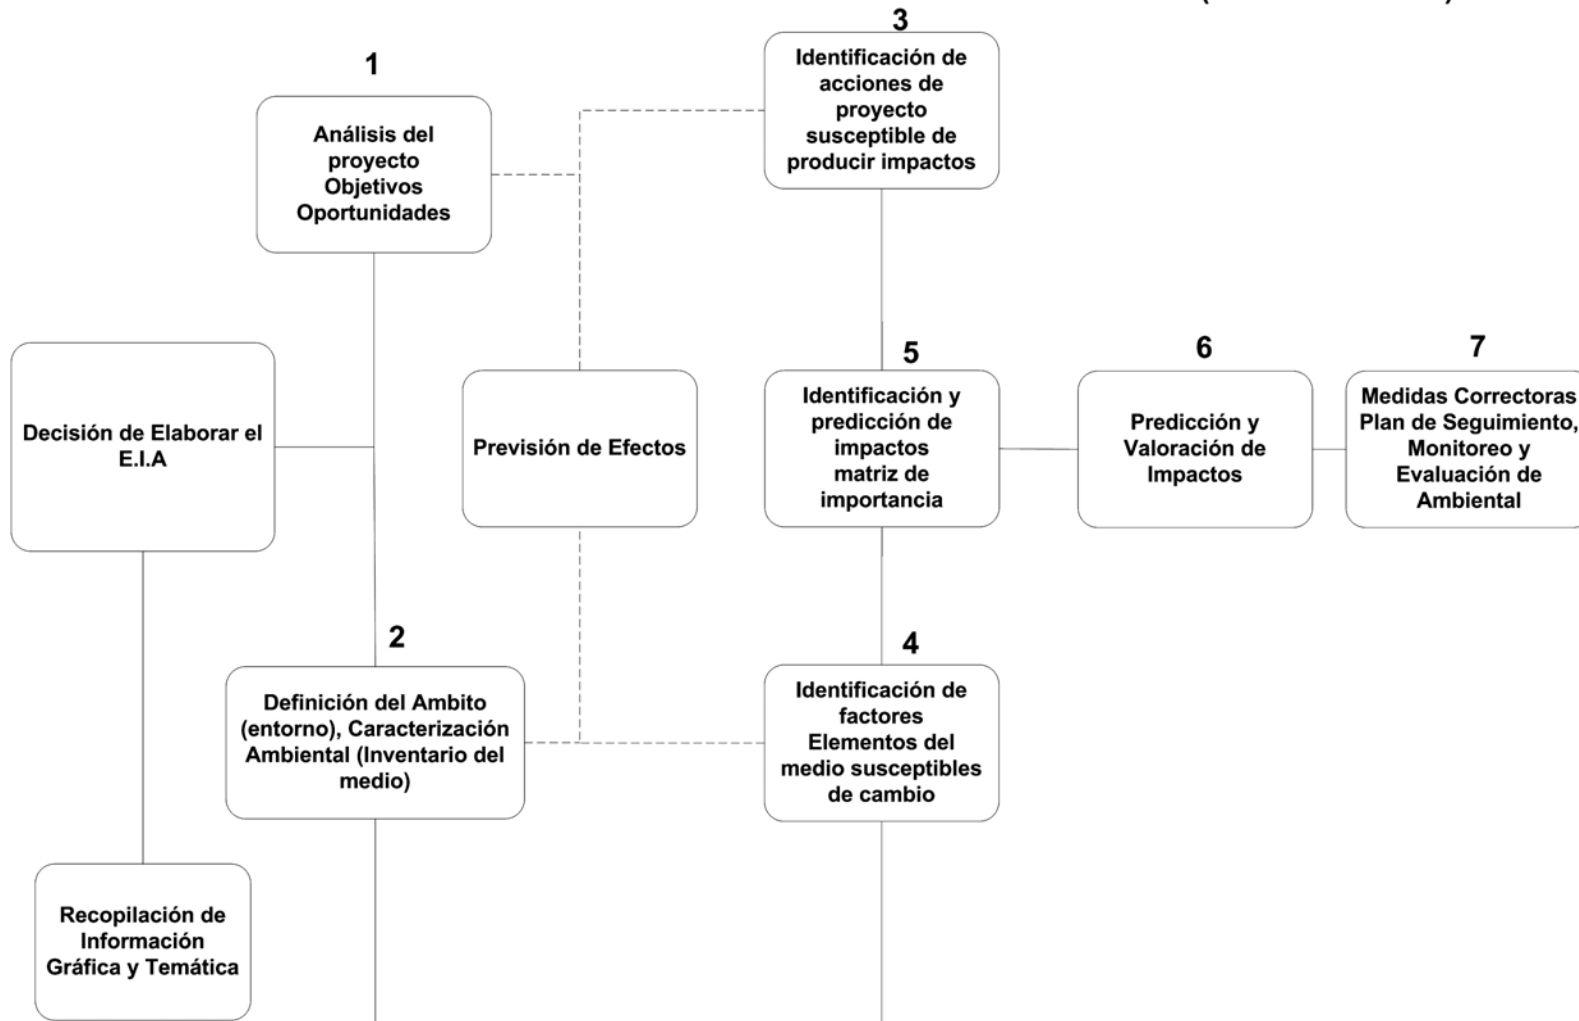 1
Análisis del
proyecto
Objetivos
Oportunidades
3
Identificación de
acciones de
proyecto
susceptible de
producir impactos
Decisión de Elaborar el
E.I.A
Previsión de Efectos
5
Identificación y
predicción de
impactos
matriz de
importancia
6
Predicción y
Valoración de
Impactos
7
Medidas Correctoras
Plan de Seguimiento,
Monitoreo y
Evaluación de
Ambiental
2
Definición del Ambito
(entorno), Caracterización
Ambiental (Inventario del
medio)
4
Identificación de
factores
Elementos del
medio susceptibles
de cambio
Recopilación de
Información
Gráfica y Temática